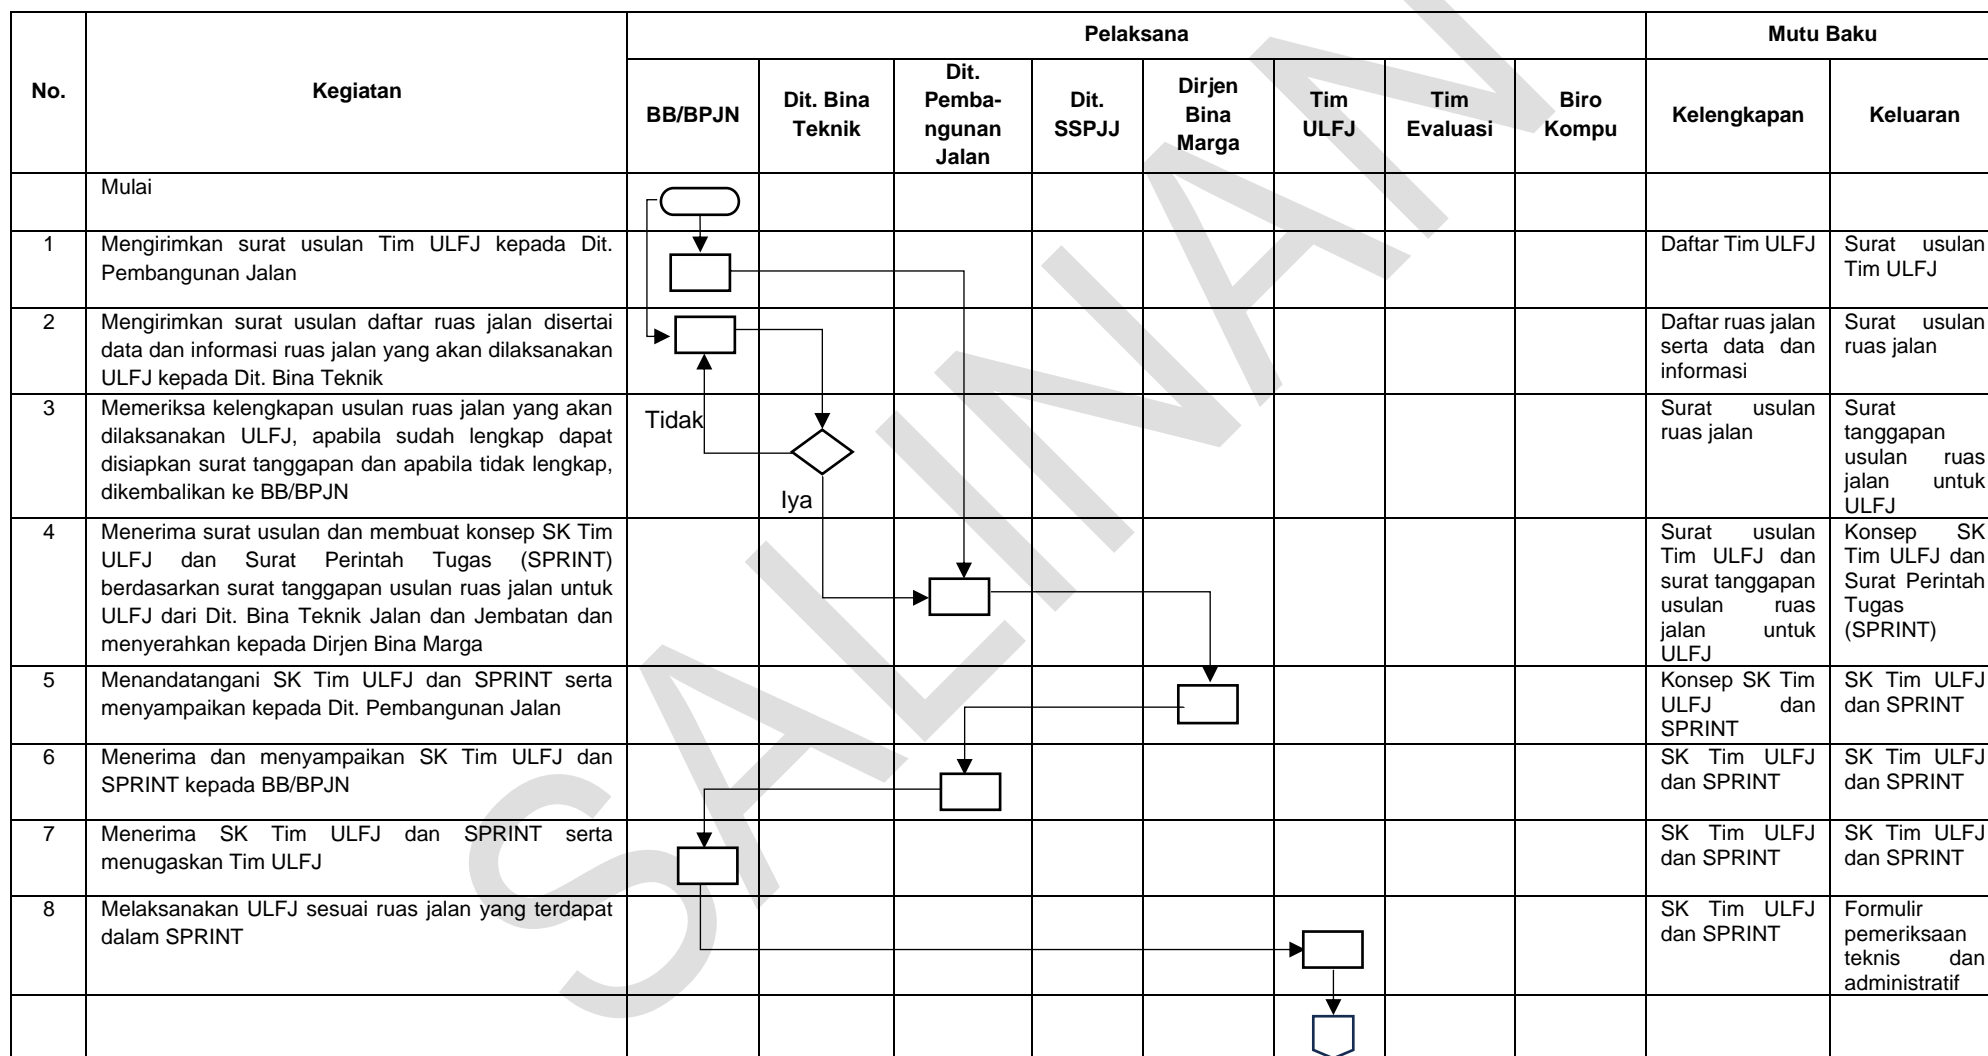 No.
Kegiatan
Pelaksana
Mutu Baku
BB/BPJN
Dit. Bina
Teknik
Dit.
Pemba-
ngunan
Jalan
Dit.
SSPJJ
Dirjen
Bina
Marga
Tim
ULFJ
Tim
Evaluasi
Biro
Kompu
Kelengkapan
Keluaran
Mulai
1
Mengirimkan surat usulan Tim ULFJ kepada Dit.
Pembangunan Jalan
Daftar Tim ULFJ
Surat usulan
Tim ULFJ
2
Mengirimkan surat usulan daftar ruas jalan disertai
data dan informasi ruas jalan yang akan dilaksanakan
ULFJ kepada Dit. Bina Teknik
Daftar ruas jalan
serta data dan
informasi
Surat usulan
ruas jalan
3
Memeriksa kelengkapan usulan ruas jalan yang akan
dilaksanakan ULFJ, apabila sudah lengkap dapat
disiapkan surat tanggapan dan apabila tidak lengkap,
dikembalikan ke BB/BPJN
Tidak
Iya
Surat usulan
ruas jalan
Surat
tanggapan
usulan ruas
jalan untuk
ULFJ
4
Menerima surat usulan dan membuat konsep SK Tim
ULFJ dan Surat Perintah Tugas (SPRINT)
berdasarkan surat tanggapan usulan ruas jalan untuk
ULFJ dari Dit. Bina Teknik Jalan dan Jembatan dan
menyerahkan kepada Dirjen Bina Marga
Surat usulan
Tim ULFJ dan
surat tanggapan
usulan ruas
jalan untuk
ULFJ
Konsep SK
Tim ULFJ dan
Surat Perintah
Tugas
(SPRINT)
5
Menandatangani SK Tim ULFJ dan SPRINT serta
menyampaikan kepada Dit. Pembangunan Jalan
Konsep SK Tim
ULFJ dan
SPRINT
SK Tim ULFJ
dan SPRINT
6
Menerima dan menyampaikan SK Tim ULFJ dan
SPRINT kepada BB/BPJN
SK Tim ULFJ
dan SPRINT
SK Tim ULFJ
dan SPRINT
7
Menerima SK Tim ULFJ dan SPRINT serta
menugaskan Tim ULFJ
SK Tim ULFJ
dan SPRINT
SK Tim ULFJ
dan SPRINT
8
Melaksanakan ULFJ sesuai ruas jalan yang terdapat
dalam SPRINT
SK Tim ULFJ
dan SPRINT
Formulir
pemeriksaan
teknis dan
administratif
SALINAN